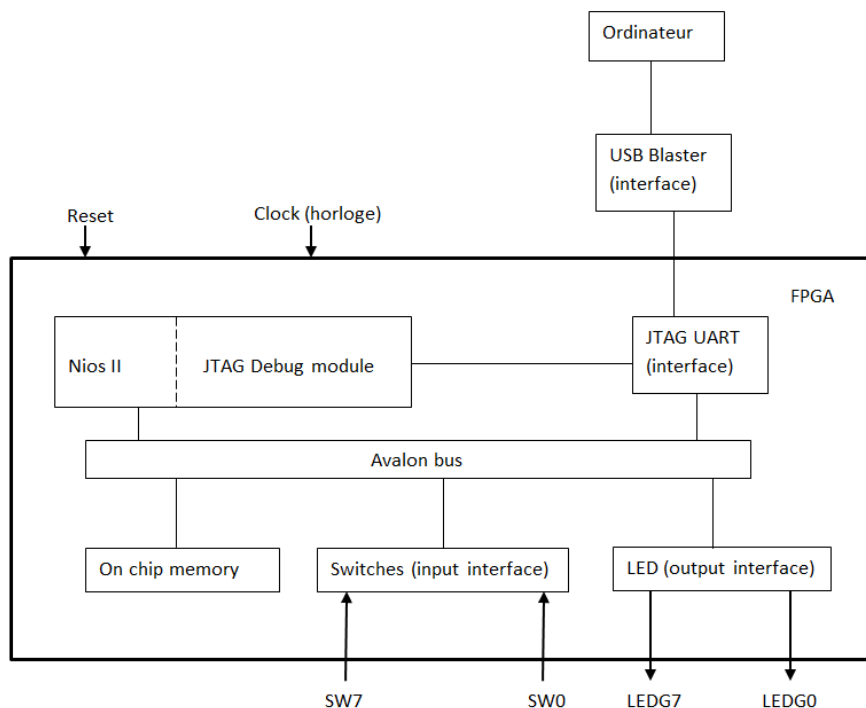 Ordinateur
USB Blaster
(interface)
Reset
Clock (horloge)
FPGA
Nios II
JTAG Debug module
JTAG UART
(interface)
Avalon bus
On chip memory
Switches (input interface)
LED (output interface)
SW7
SW0
LEDG7
LEDG0